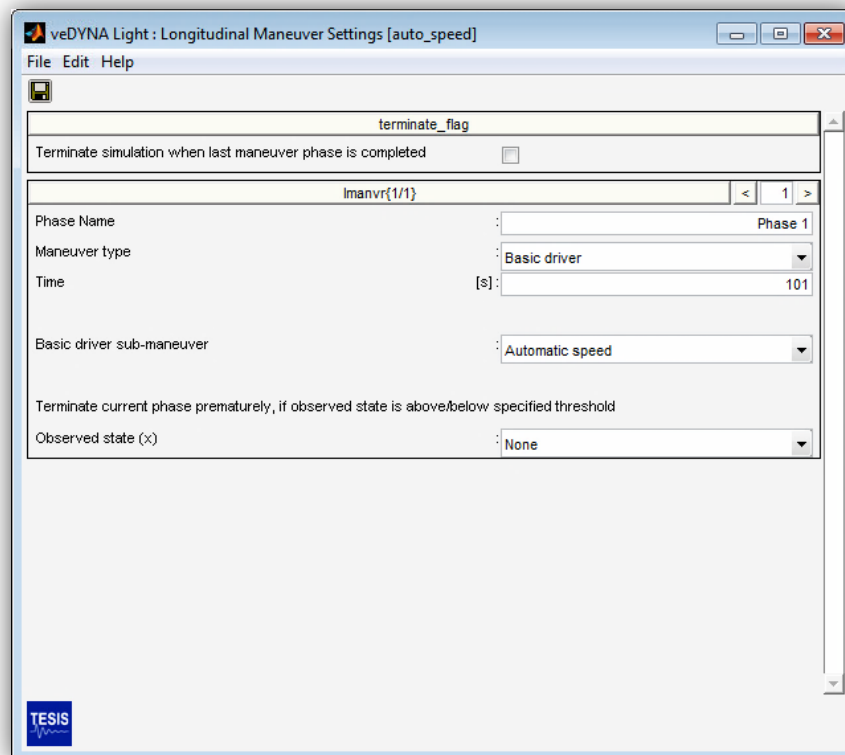 veDYNA Light : Longitudinal Maneuver Settings [auto_speed]
File Edit Help
terminate_flag
Terminate simulation when last maneuver phase is completed
lmanvr{1/1} < 1 >
Phase Name : Phase 1
Maneuver type : Basic driver
Time [s] : 101
Basic driver sub-maneuver : Automatic speed
Terminate current phase prematurely, if observed state is above/below specified threshold
Observed state (x) : None
TESIS